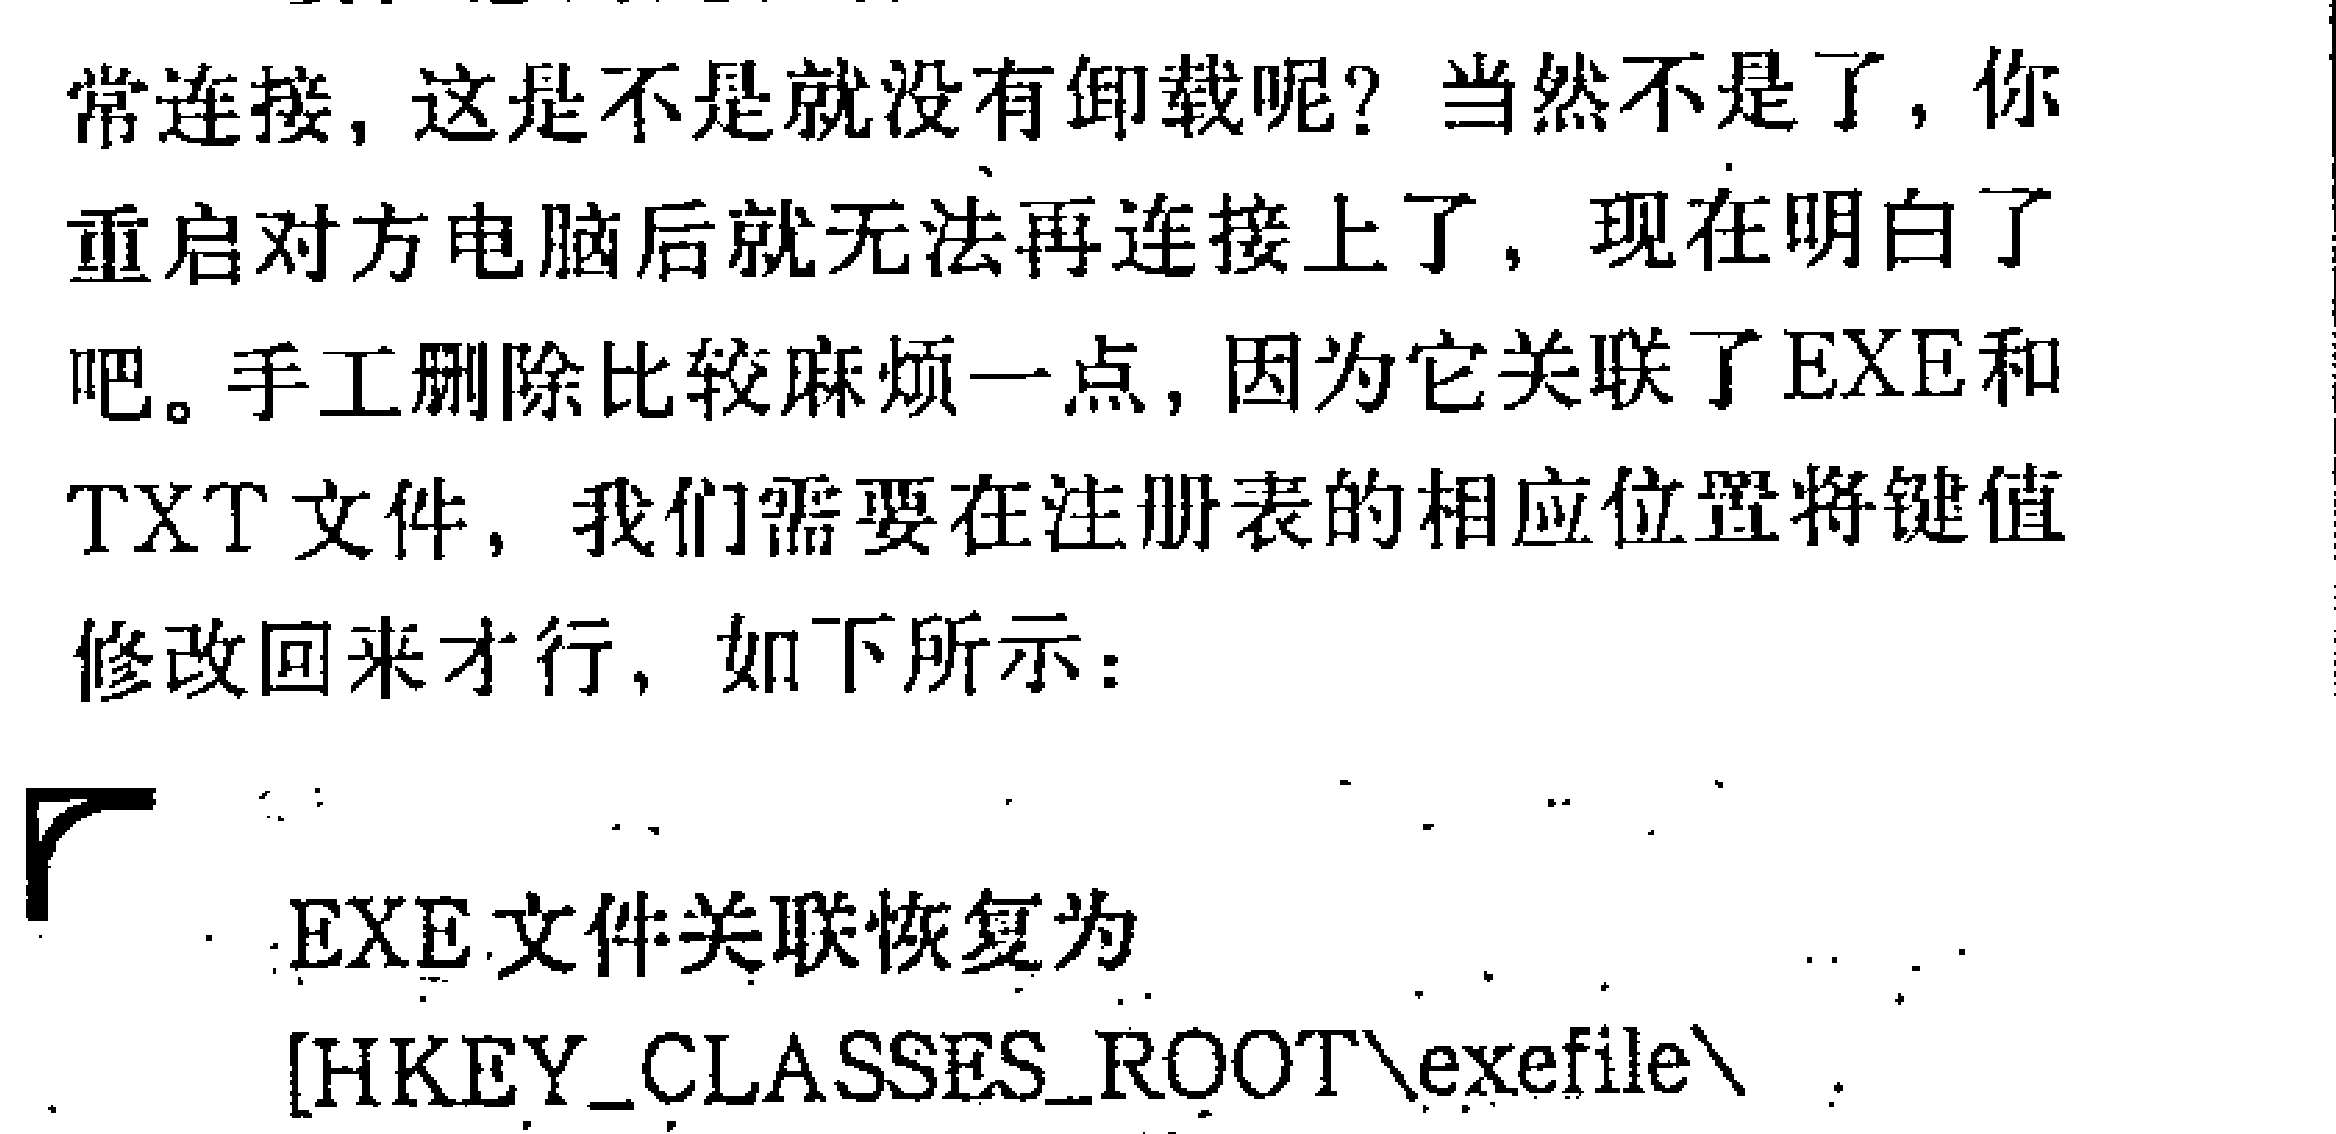 常连接，这是不是就没有卸载呢？当然不是了，你
重启对方电脑后就无法再连接上了，现在明白了
吧。手工删除比较麻烦一点，因为它关联了EXE和
TXT文件，我们需要在注册表的相应位置将键值
修改回来才行，如下所示：
EXE文件关联恢复为
[HKEY_CLASSES_ROOT\exefile\